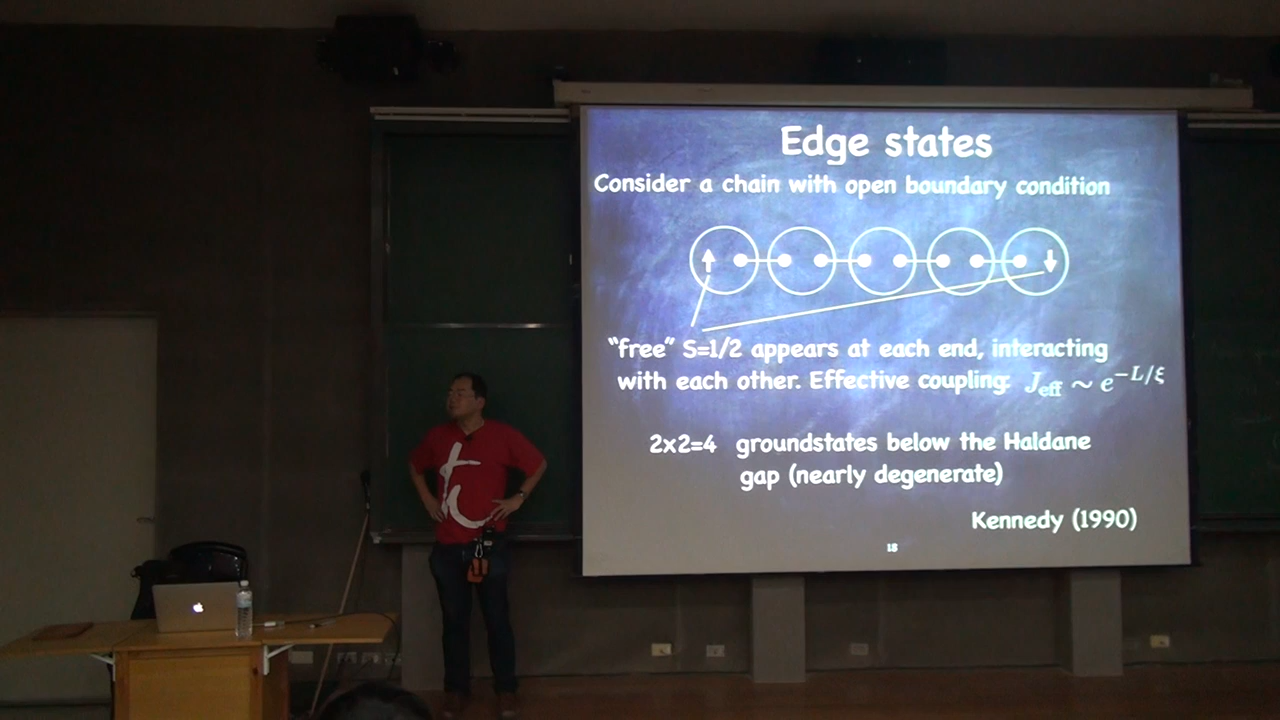 Edge states
Consider a chain with open boundary condition
“free” S=1/2 appears at each end, interacting
with each other. Effective coupling: J_eff ~ e^{-L/ξ}
2x2=4 groundstates below the Haldane
gap (nearly degenerate)
Kennedy (1990)
18